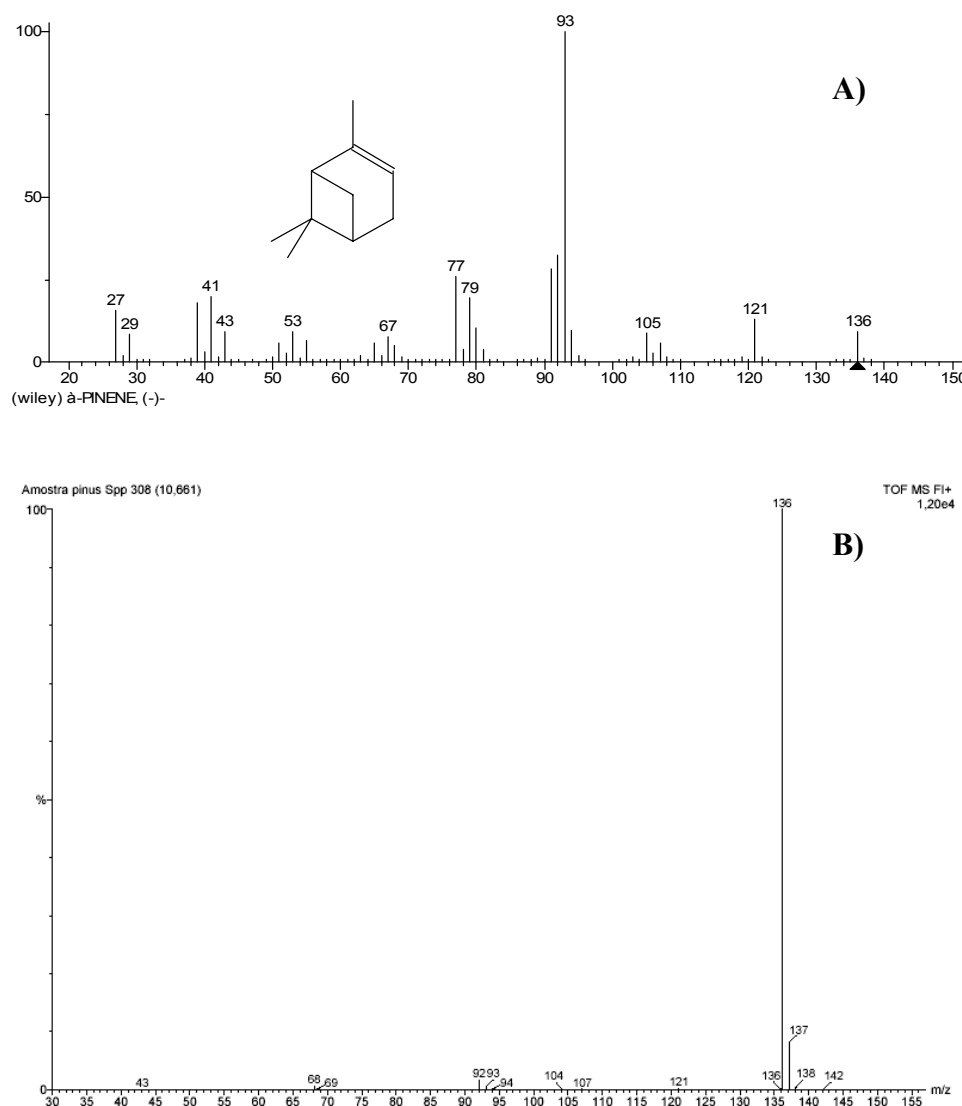 100
93
A)
50
77
41
79
27
121
43
53
67
105
136
29
0
20 30 40 50 60 70 80 90 100 110 120 130 140 150
(wiley) à-PINENE, (-)-
Amostra pinus Spp 308 (10,661)
TOF MS FI+
1,20e4
100
136
B)
%
137
43 68 69 92 93 94 104 107 121 136 138 142
0
30 35 40 45 50 55 60 65 70 75 80 85 90 95 100 105 110 115 120 125 130 135 140 145 150 155 m/z